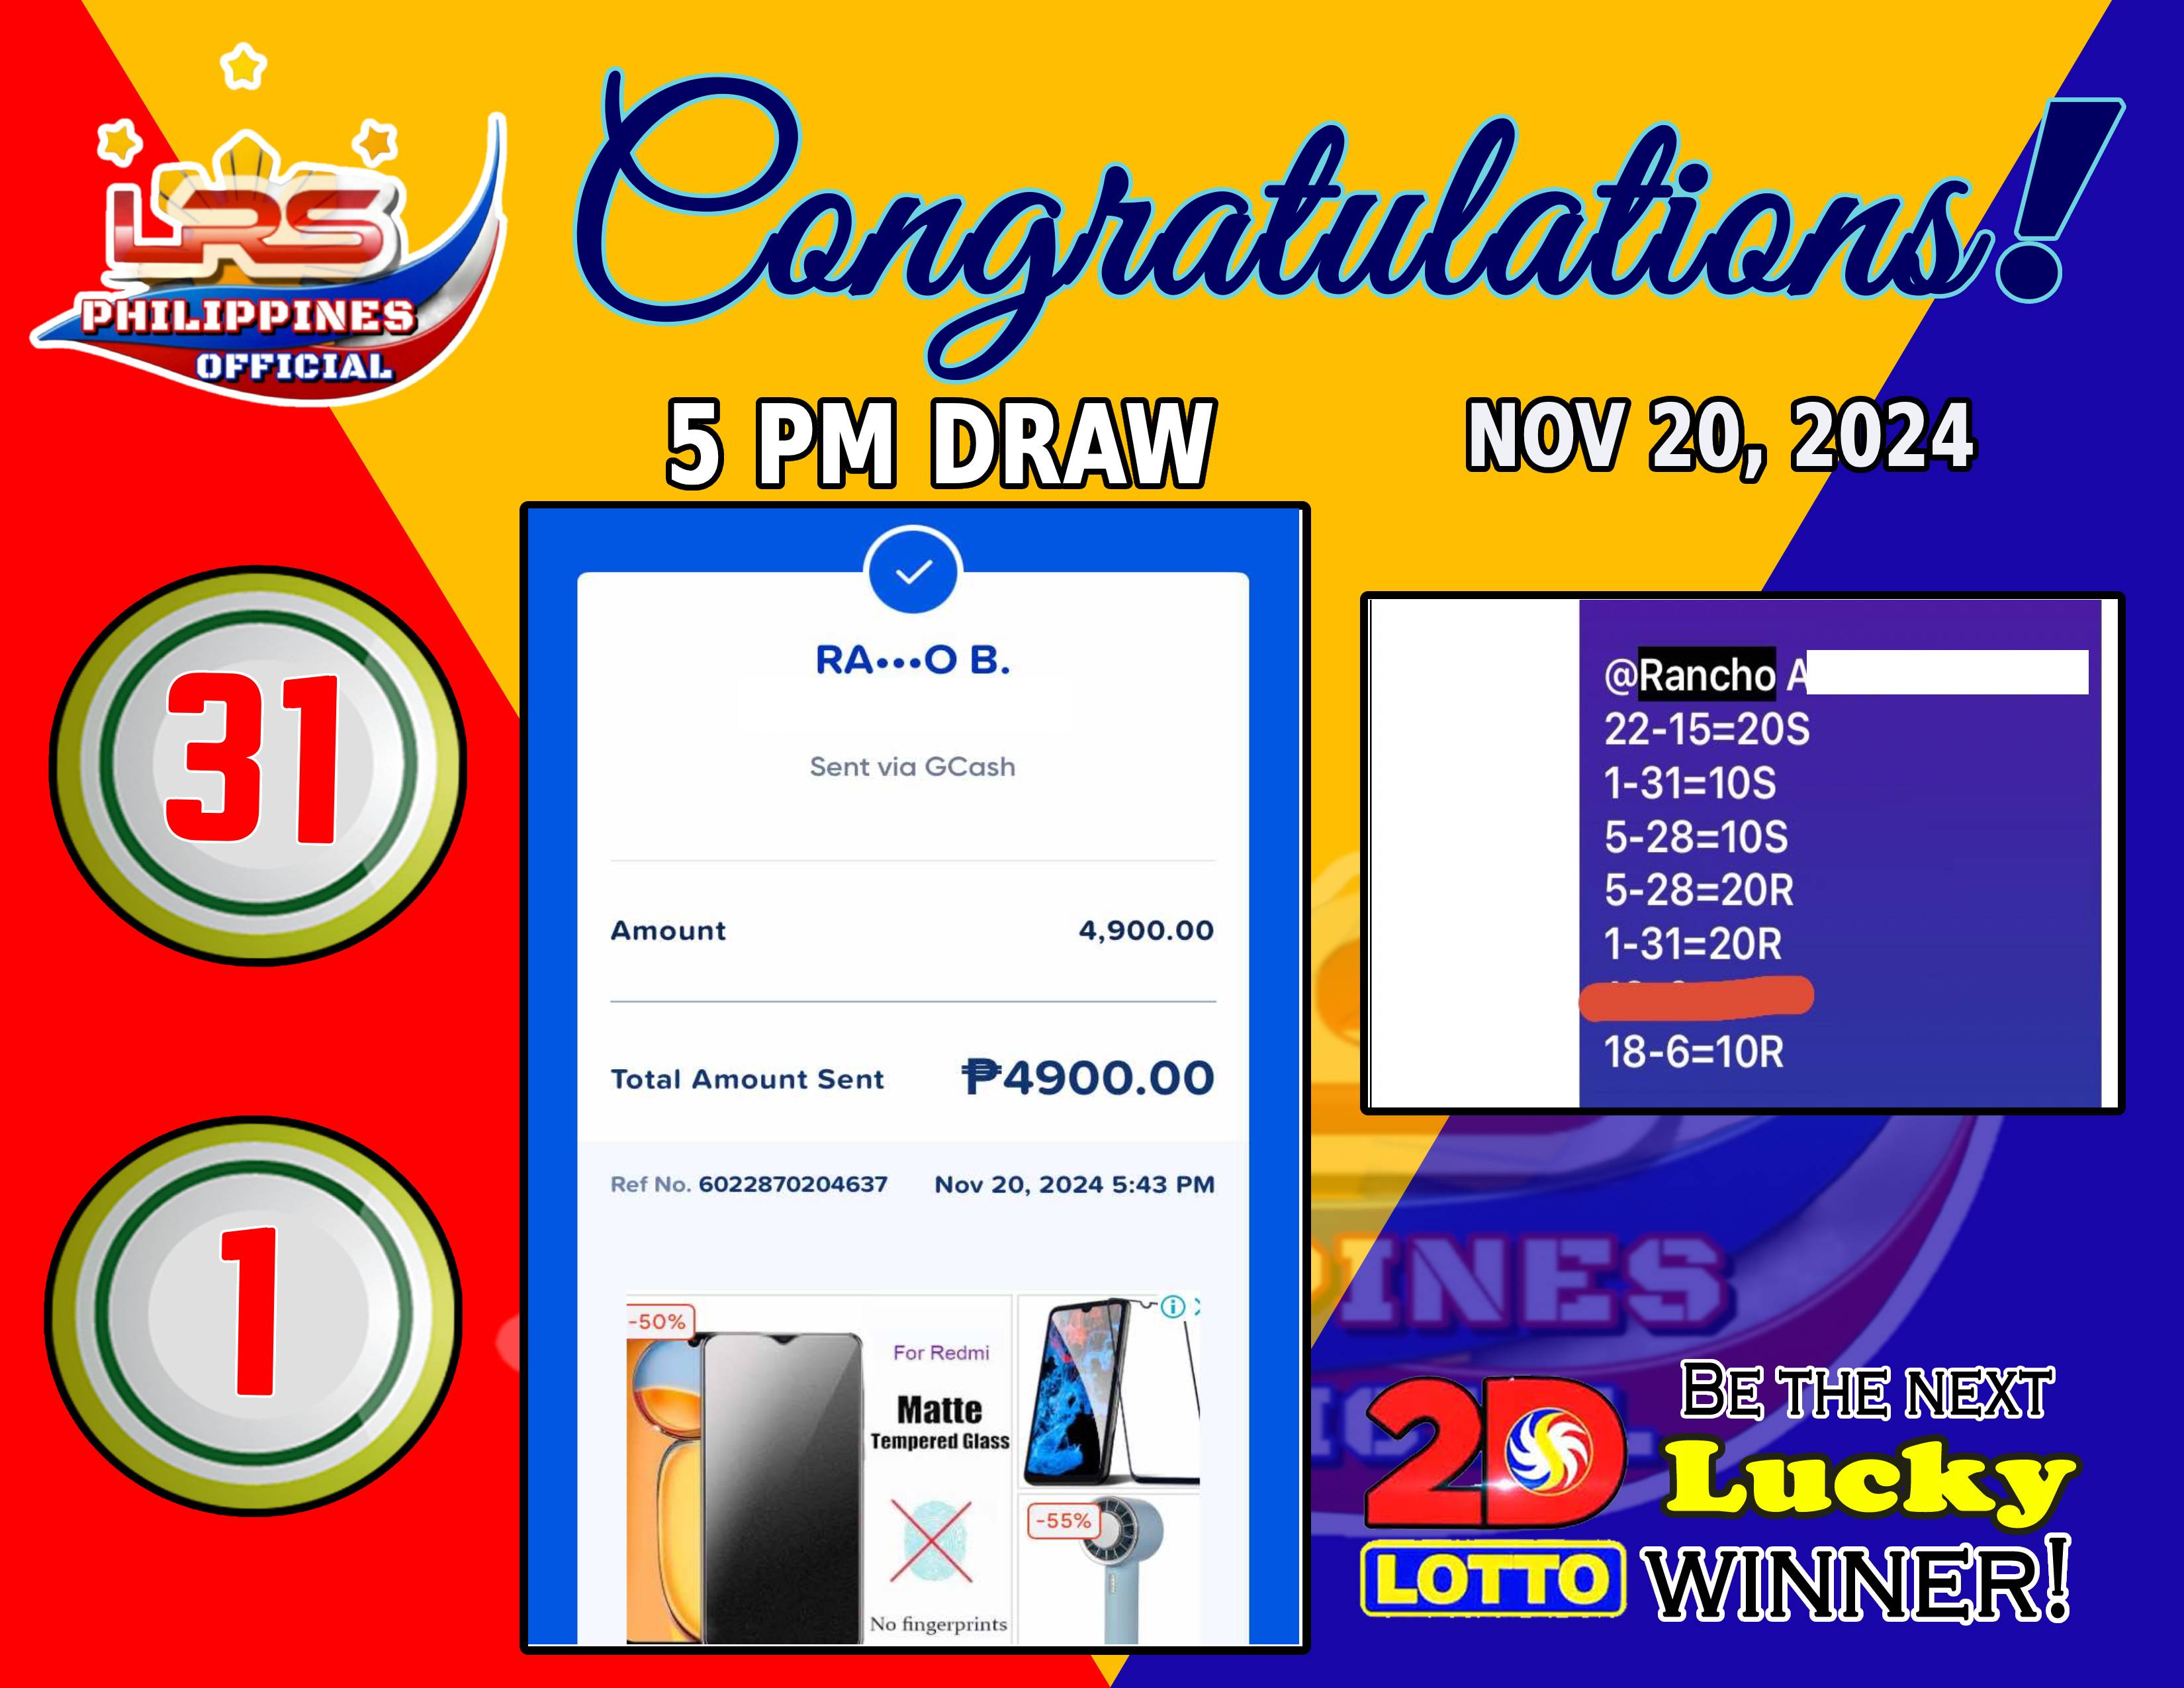 LRS
PHILIPPINES
OFFICIAL
Congratulations!
5 PM DRAW
NOV 20, 2024
31
1
RA•••O B.
Sent via GCash
Amount 4,900.00
Total Amount Sent ₱4900.00
Ref No. 6022870204637 Nov 20, 2024 5:43 PM
-50%
For Redmi
Matte
Tempered Glass
No fingerprints
-55%
@Rancho A
22-15=20S
1-31=10S
5-28=10S
5-28=20R
1-31=20R
18-6=10R
PINES
2D
LOTTO
BE THE NEXT
Lucky
WINNER!